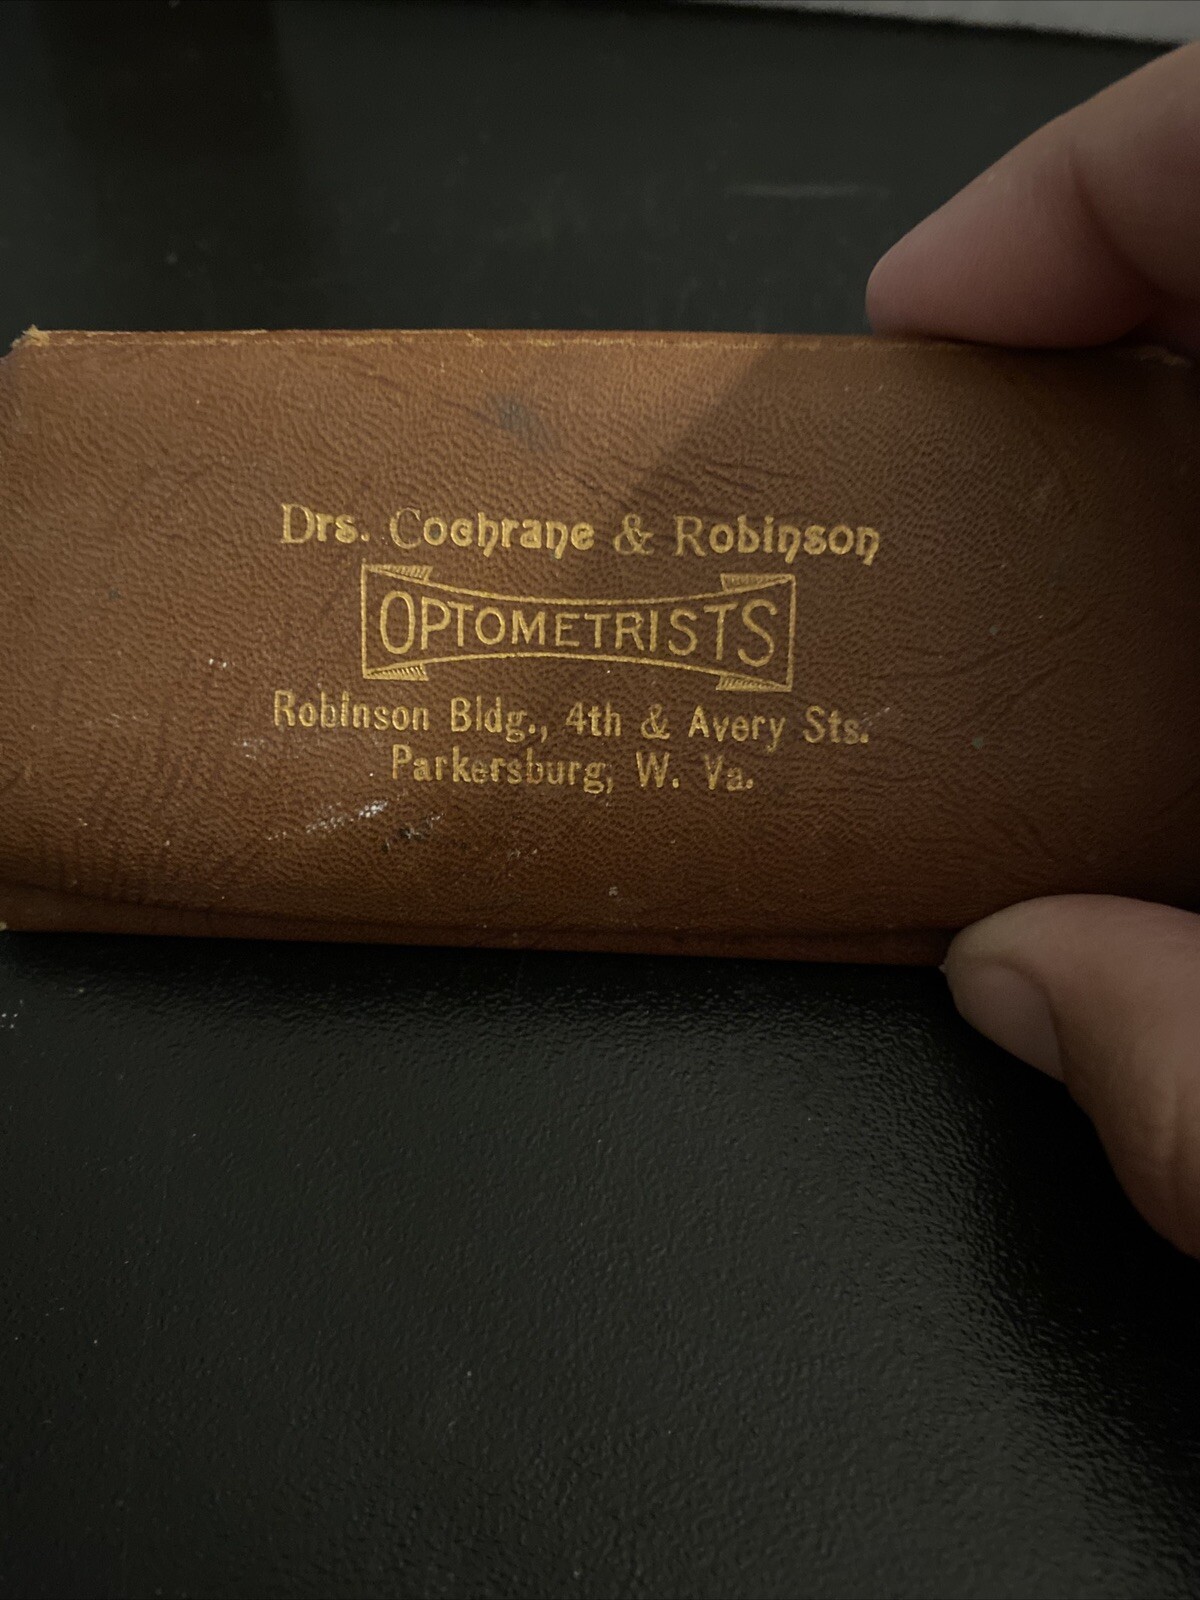 Drs. Cochrane & Robinson
OPTOMETRISTS
Robinson Bldg., 4th & Avery Sts.
Parkersburg, W. Va.